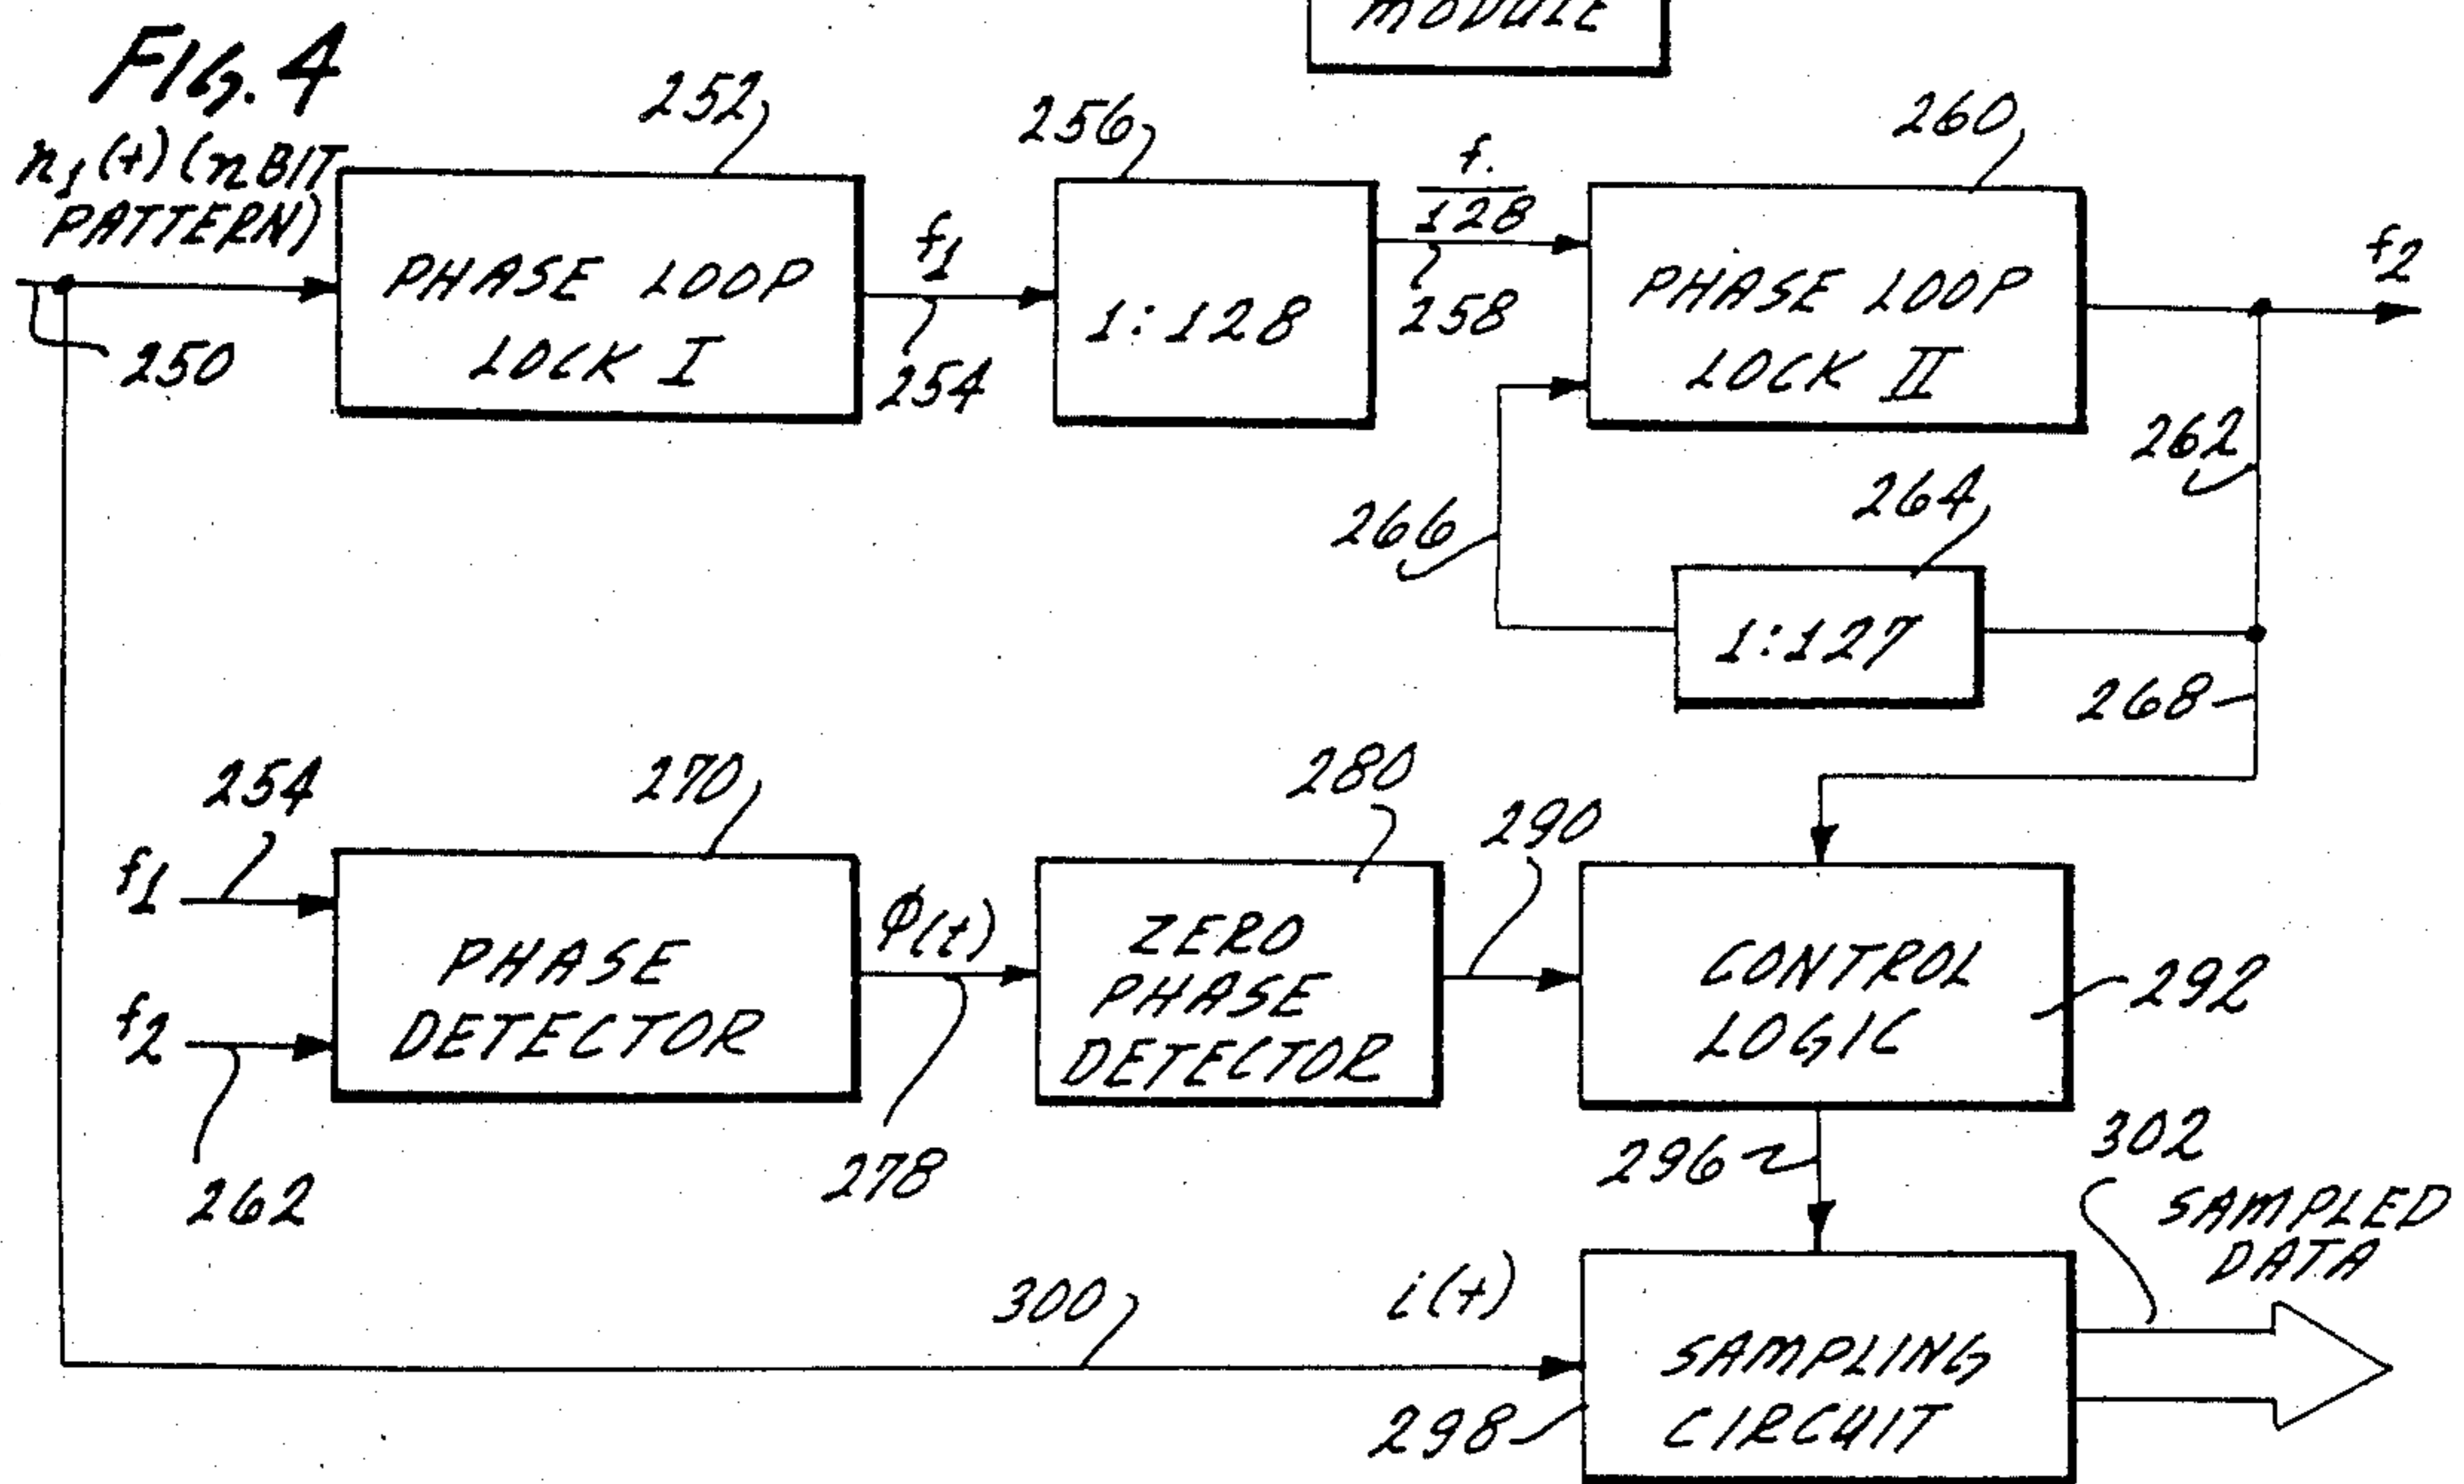 MODULE
FIG. 4
252
256
260
n₁(t) (n BIT
PATTERN)
f1
f.
128
f2
PHASE LOOP
LOCK I
1:128
PHASE LOOP
LOCK II
250
254
258
262
264
266
1:127
268
254
270
280
290
f1
f2
φ(t)
PHASE
DETECTOR
ZERO
PHASE
DETECTOR
CONTROL
LOGIC
292
262
278
296
302
SAMPLED
DATA
300
i(t)
SAMPLING
CIRCUIT
298